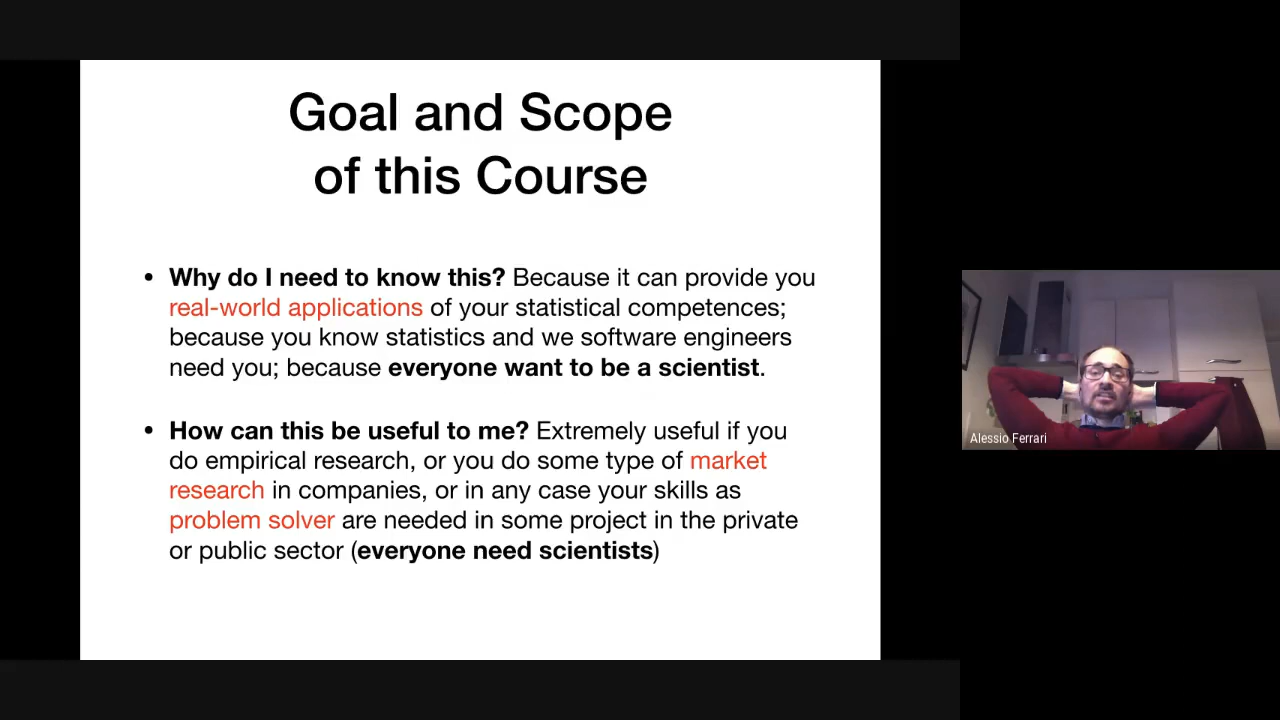 Goal and Scope
of this Course
• Why do I need to know this? Because it can provide you
real-world applications of your statistical competences;
because you know statistics and we software engineers
need you; because everyone want to be a scientist.
• How can this be useful to me? Extremely useful if you
do empirical research, or you do some type of market
research in companies, or in any case your skills as
problem solver are needed in some project in the private
or public sector (everyone need scientists)
Alessio Ferrari